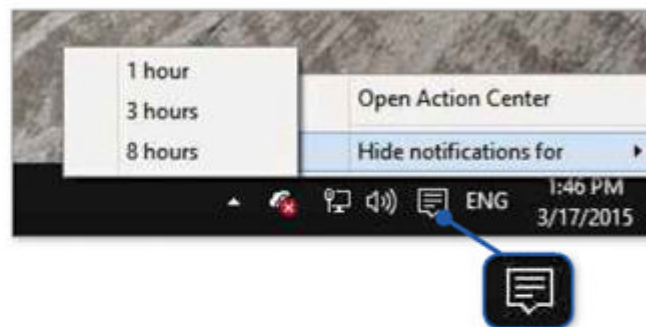 1 hour
3 hours
8 hours
Open Action Center
Hide notifications for
ENG
1:46 PM
3/17/2015